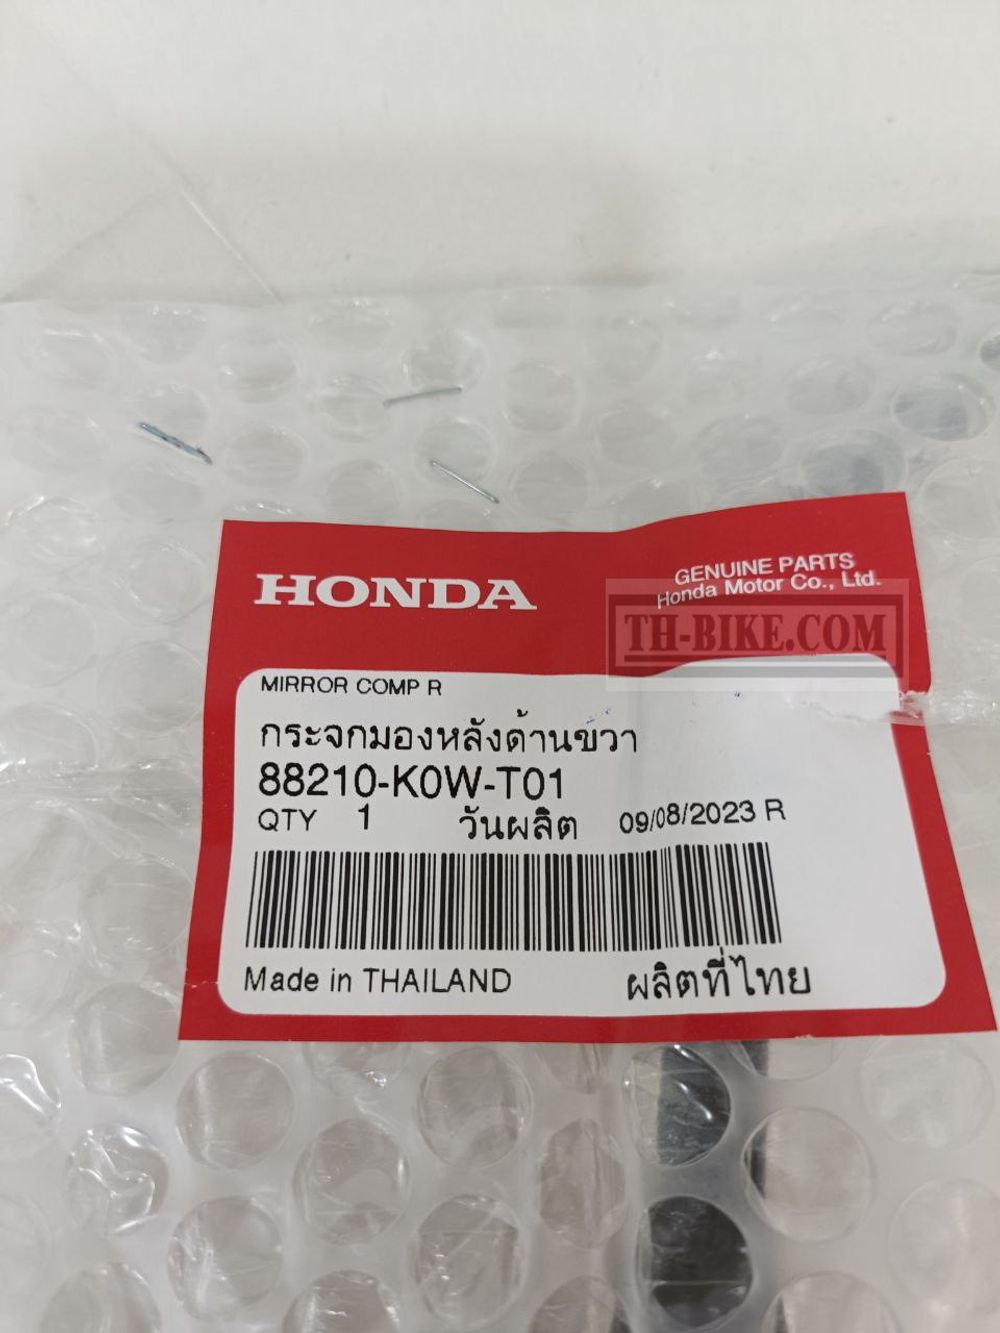 HONDA
GENUINE PARTS
Honda Motor Co., Ltd.
TH-BIKE.COM
MIRROR COMP R
กระจกมองหลังด้านขวา
88210-K0W-T01
QTY 1 วันผลิต 09/08/2023 R
Made in THAILAND ผลิตที่ไทย